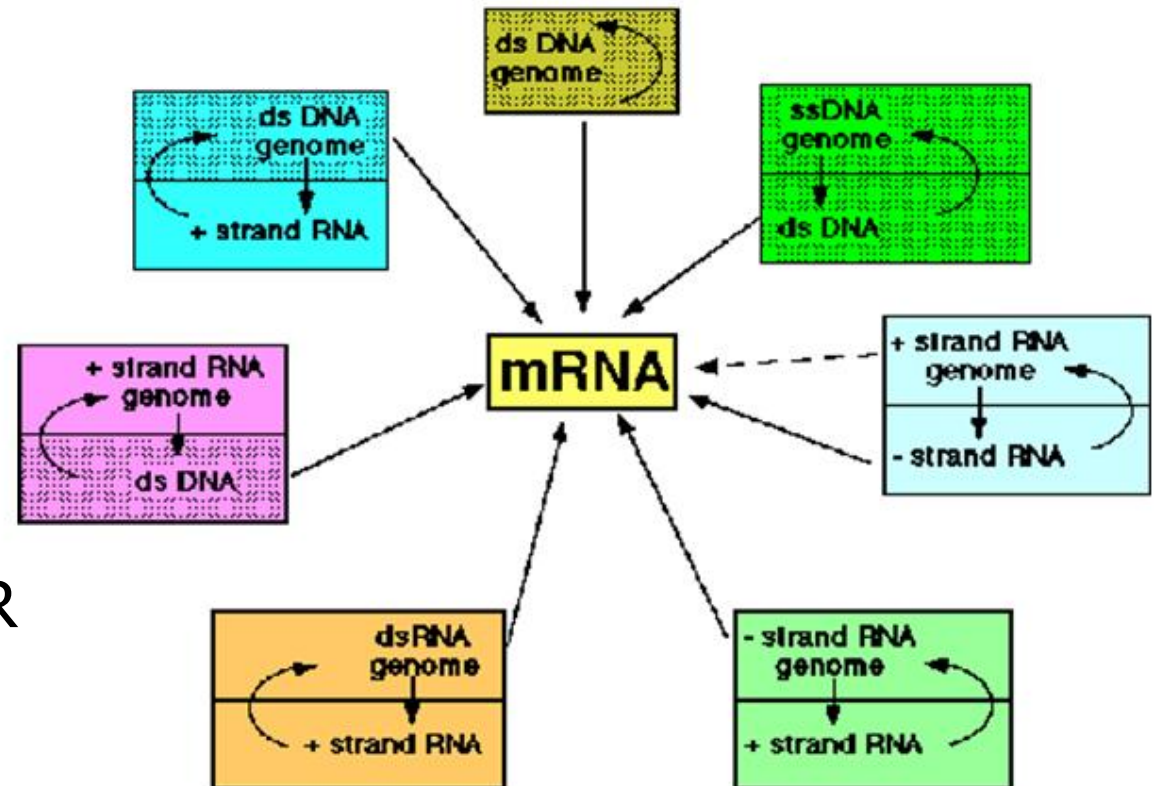 ds DNA
genome
ds DNA
genome
+ strand RNA
ssDNA
genome
ds DNA
mRNA
+ strand RNA
genome
- strand RNA
+ strand RNA
genome
ds DNA
R
dsRNA
genome
+ strand RNA
- strand RNA
genome
+ strand RNA